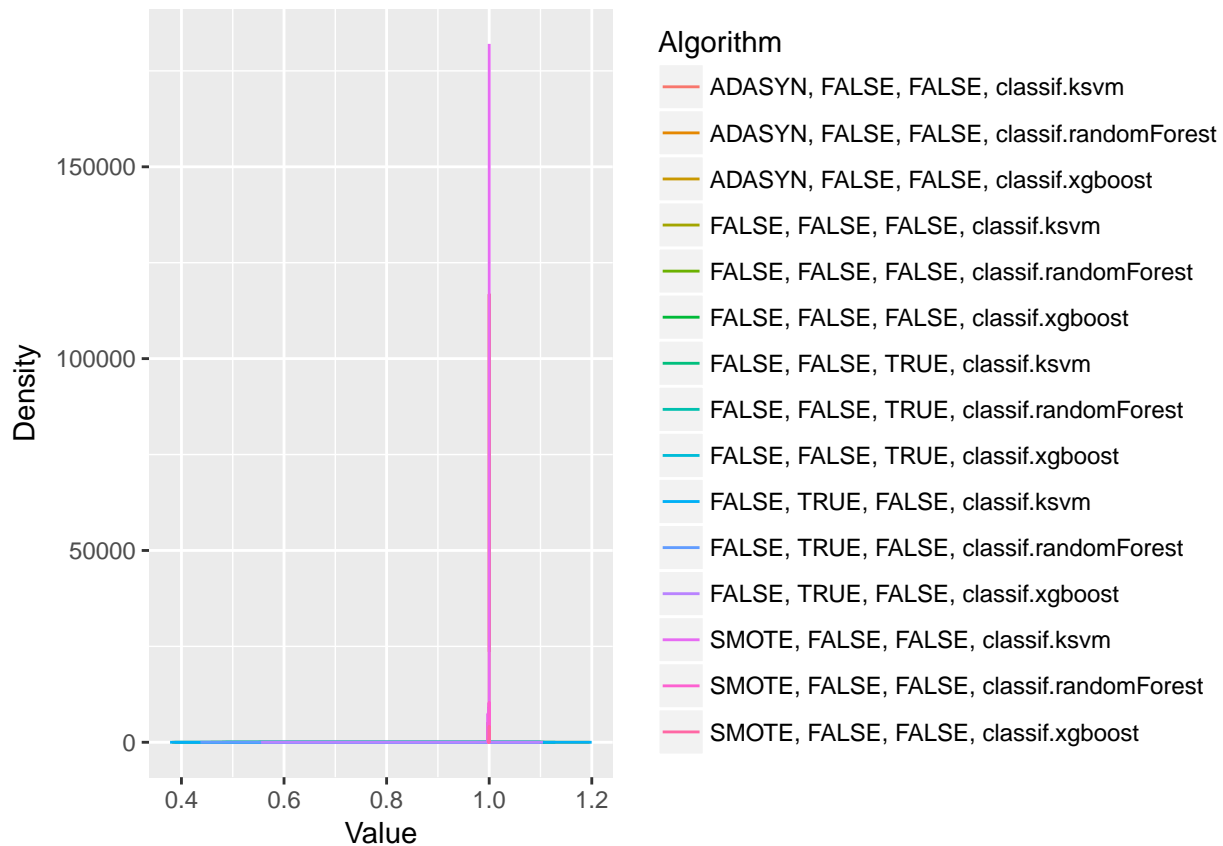 150000
100000
50000
0
Density
0.4 0.6 0.8 1.0 1.2
Value
Algorithm
ADASYN, FALSE, FALSE, classif.ksvm
ADASYN, FALSE, FALSE, classif.randomForest
ADASYN, FALSE, FALSE, classif.xgboost
FALSE, FALSE, FALSE, classif.ksvm
FALSE, FALSE, FALSE, classif.randomForest
FALSE, FALSE, FALSE, classif.xgboost
FALSE, FALSE, TRUE, classif.ksvm
FALSE, FALSE, TRUE, classif.randomForest
FALSE, FALSE, TRUE, classif.xgboost
FALSE, TRUE, FALSE, classif.ksvm
FALSE, TRUE, FALSE, classif.randomForest
FALSE, TRUE, FALSE, classif.xgboost
SMOTE, FALSE, FALSE, classif.ksvm
SMOTE, FALSE, FALSE, classif.randomForest
SMOTE, FALSE, FALSE, classif.xgboost